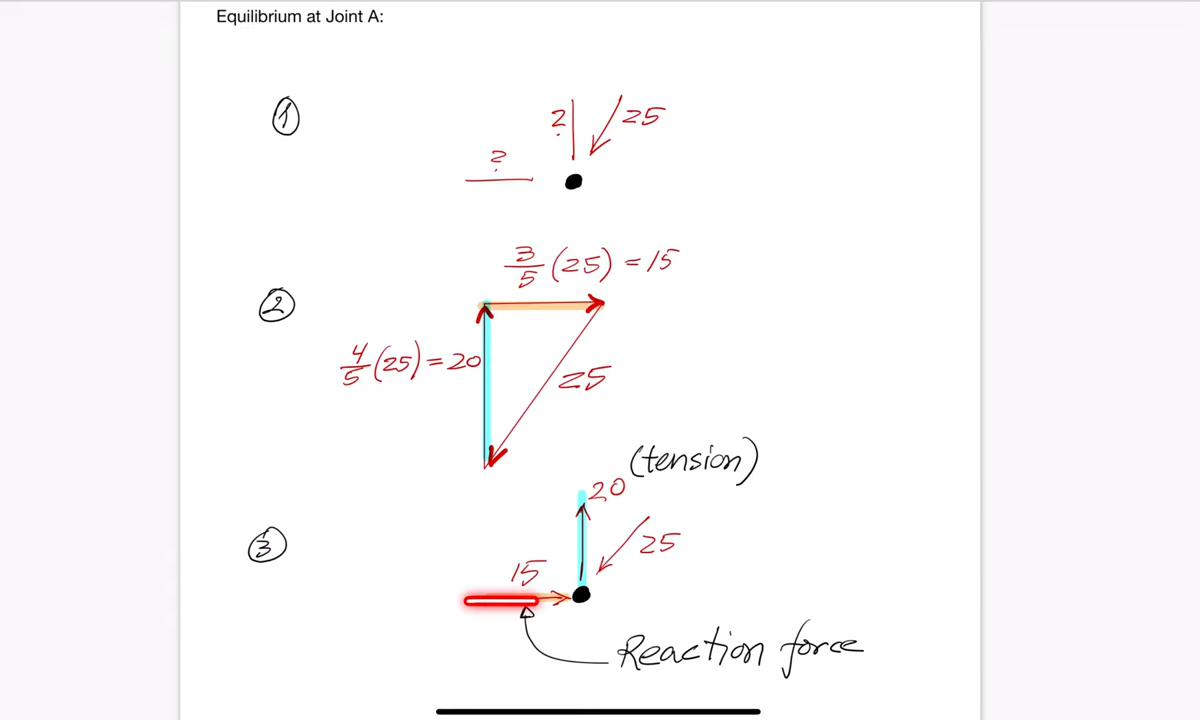 Equilibrium at Joint A:
1
? 25
?
3/5 (25) = 15
2
4/5 (25) = 20
25
(tension)
20
3
25
15
Reaction force